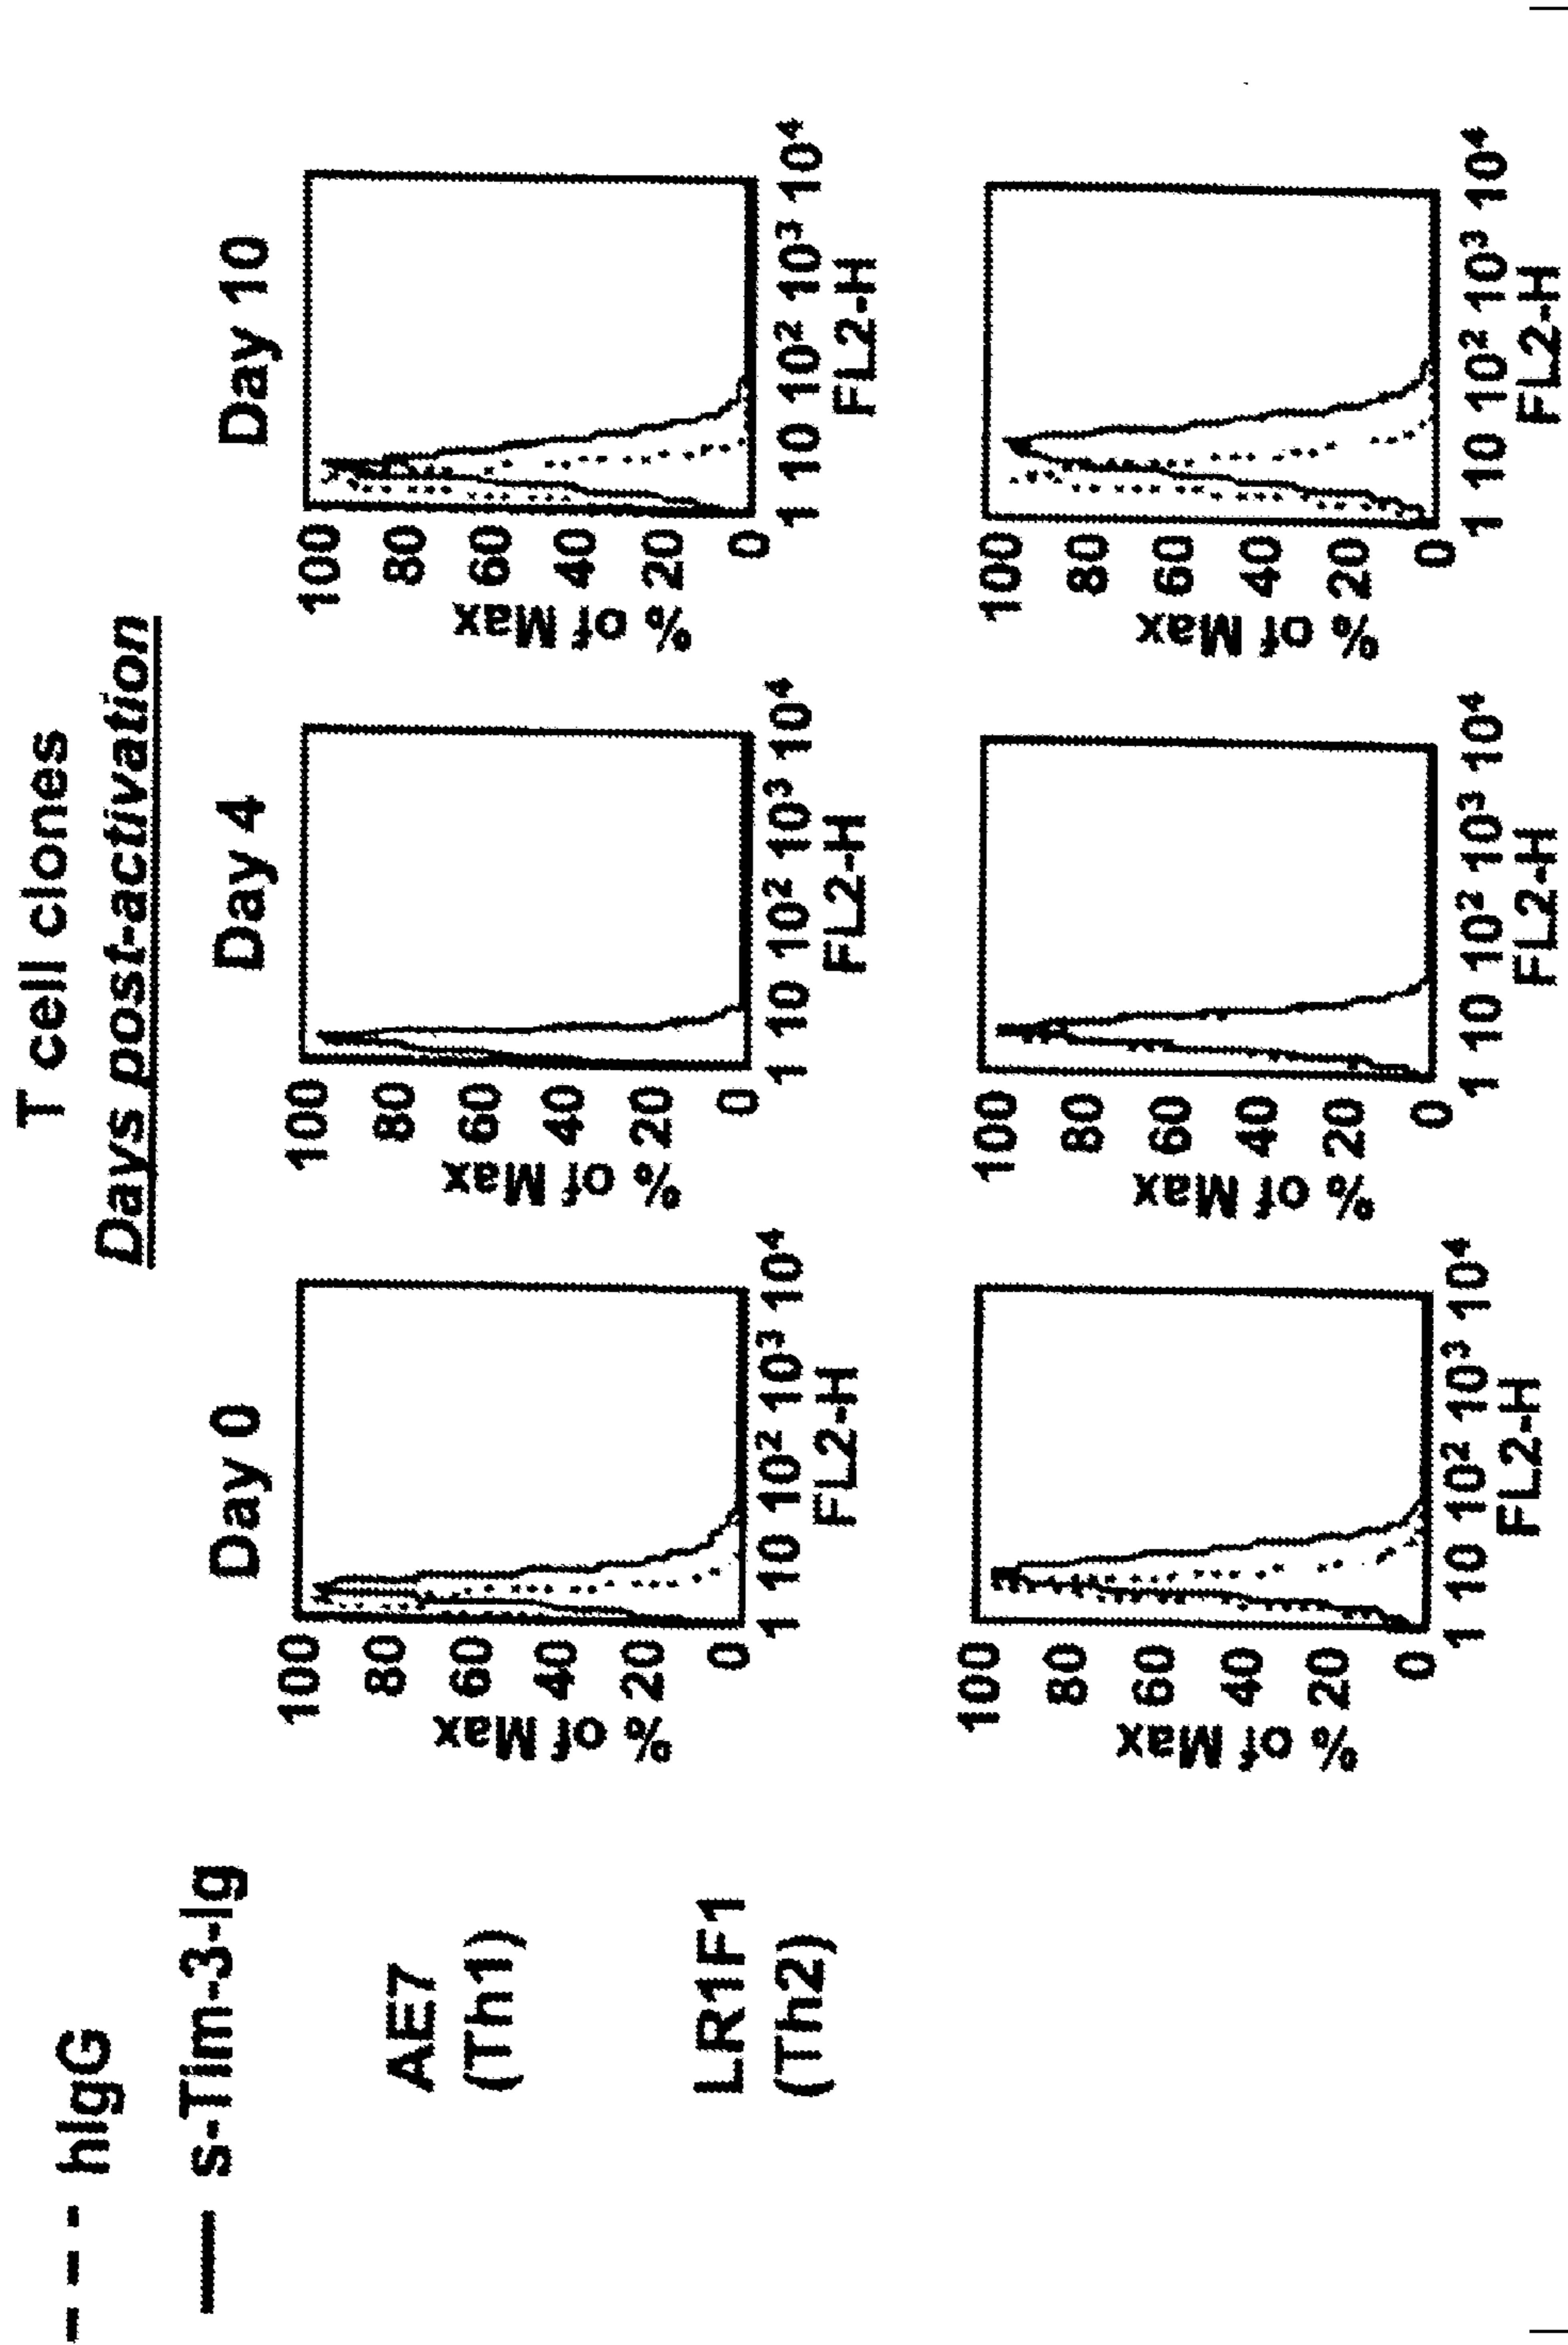 T cell clones
Days post-activation
--- hIgG
— s-Tim-3-Ig
Day 0
Day 4
Day 10
AE7
(Th1)
% of Max
100
80
60
40
20
0
1 10 10² 10³ 10⁴
FL2-H
% of Max
100
80
60
40
20
0
1 10 10² 10³ 10⁴
FL2-H
% of Max
100
80
60
40
20
0
1 10 10² 10³ 10⁴
FL2-H
LR1F1
(Th2)
% of Max
100
80
60
40
20
0
1 10 10² 10³ 10⁴
FL2-H
% of Max
100
80
60
40
20
0
1 10 10² 10³ 10⁴
FL2-H
% of Max
100
80
60
40
20
0
1 10 10² 10³ 10⁴
FL2-H